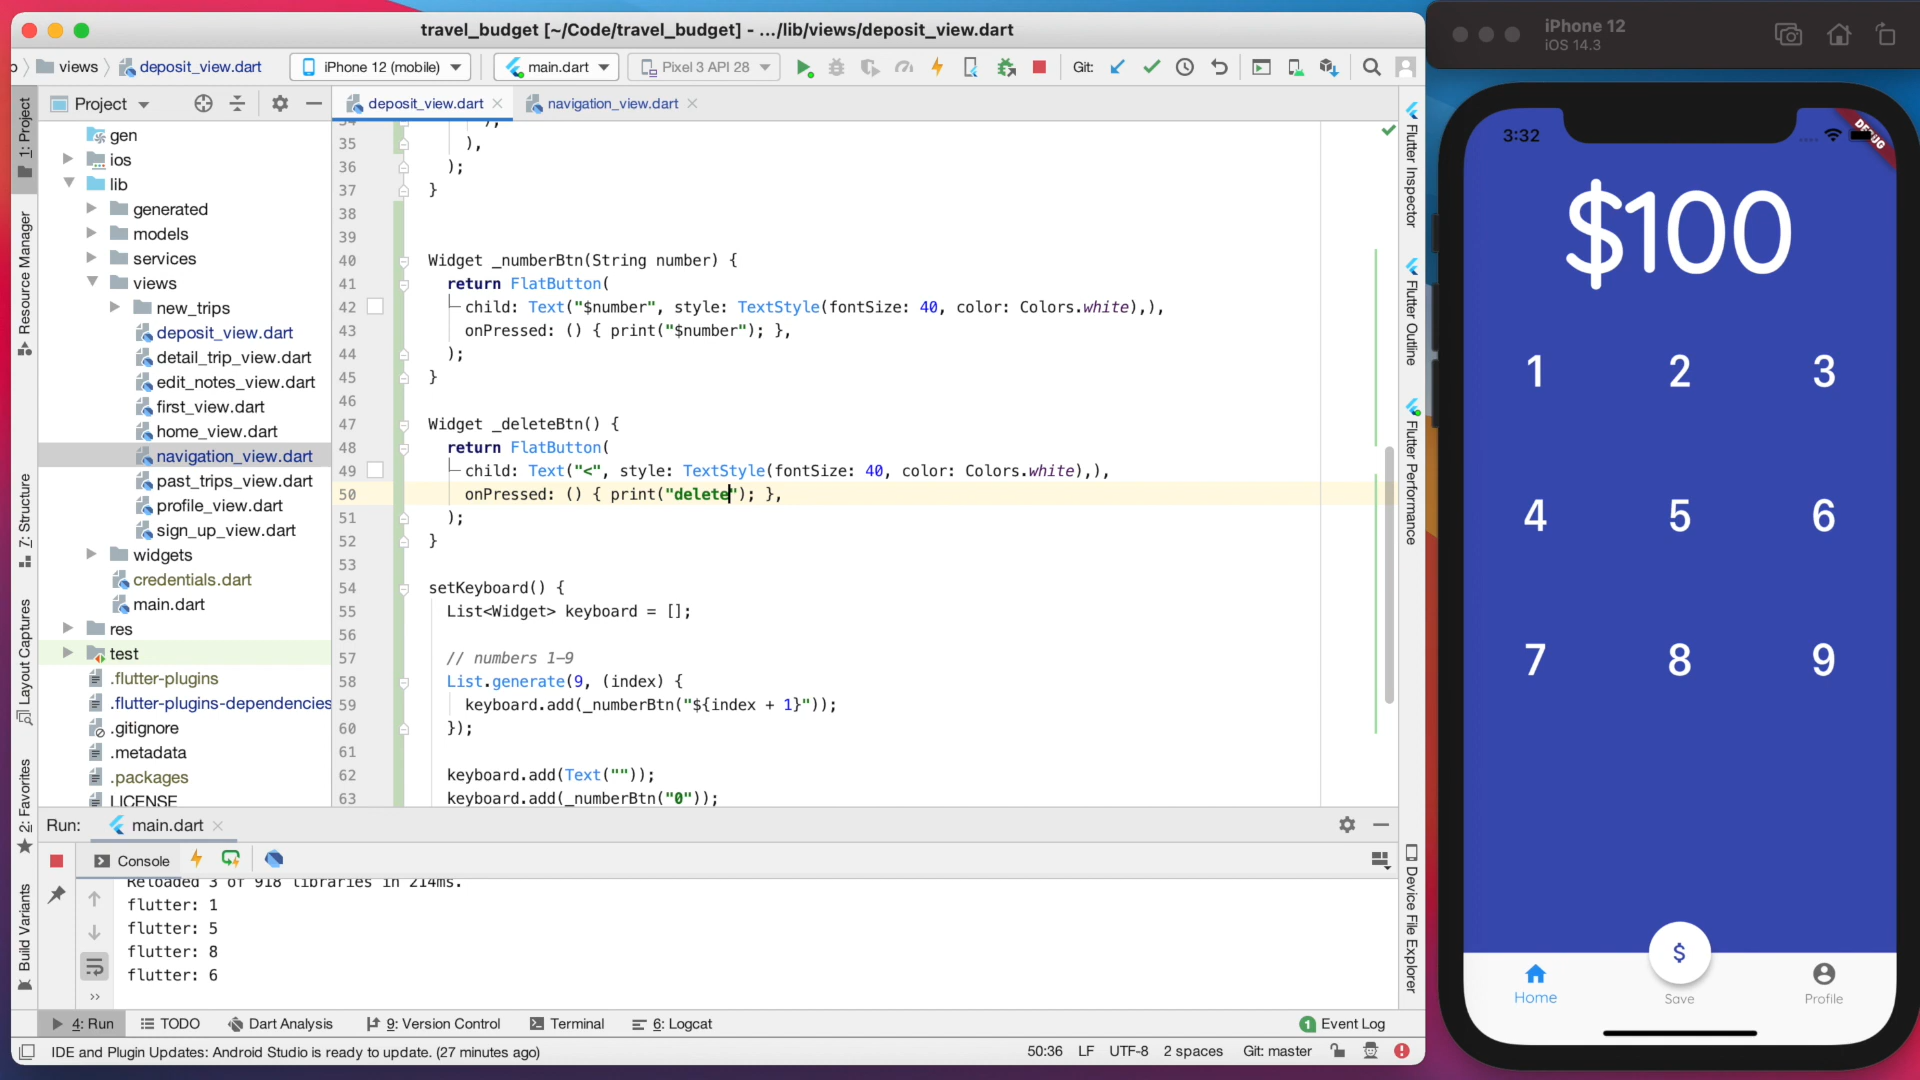 travel_budget [~/Code/travel_budget] - .../lib/views/deposit_view.dart
views
deposit_view.dart
iPhone 12 (mobile)
main.dart
Pixel 3 API 28
Git:
Project
deposit_view.dart
navigation_view.dart
1: Project
Resource Manager
7: Structure
Layout Captures
2: Favorites
Build Variants
gen
ios
lib
generated
models
services
views
new_trips
deposit_view.dart
detail_trip_view.dart
edit_notes_view.dart
first_view.dart
home_view.dart
navigation_view.dart
past_trips_view.dart
profile_view.dart
sign_up_view.dart
widgets
credentials.dart
main.dart
res
test
.flutter-plugins
.flutter-plugins-dependencies
.gitignore
.metadata
.packages
LICENSE
34 ),
35 ),
36 );
37 }
38
39
40 Widget _numberBtn(String number) {
41 return FlatButton(
42 child: Text("$number", style: TextStyle(fontSize: 40, color: Colors.white),),
43 onPressed: () { print("$number"); },
44 );
45 }
46
47 Widget _deleteBtn() {
48 return FlatButton(
49 child: Text("<", style: TextStyle(fontSize: 40, color: Colors.white),),
50 onPressed: () { print("delete"); },
51 );
52 }
53
54 setKeyboard() {
55 List<Widget> keyboard = [];
56
57 // numbers 1-9
58 List.generate(9, (index) {
59 keyboard.add(_numberBtn("${index + 1}"));
60 });
61
62 keyboard.add(Text(""));
63 keyboard.add(_numberBtn("0"));
Flutter Inspector
Flutter Outline
Flutter Performance
Device File Explorer
Run:
main.dart
Console
Reloaded 3 of 918 libraries in 214ms.
flutter: 1
flutter: 5
flutter: 8
flutter: 6
4: Run
TODO
Dart Analysis
9: Version Control
Terminal
6: Logcat
1 Event Log
IDE and Plugin Updates: Android Studio is ready to update. (27 minutes ago)
50:36
LF
UTF-8
2 spaces
Git: master
iPhone 12
iOS 14.3
3:32
DEBUG
$100
1 2 3
4 5 6
7 8 9
$
Home
Save
Profile